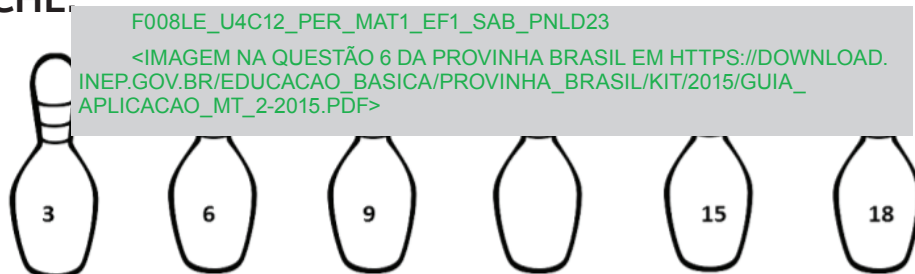 F008LE_U4C12_PER_MAT1_EF1_SAB_PNLD23
<IMAGEM NA QUESTÃO 6 DA PROVINHA BRASIL EM HTTPS://DOWNLOAD.
INEP.GOV.BR/EDUCACAO_BASICA/PROVINHA_BRASIL/KIT/2015/GUIA_
APLICACAO_MT_2-2015.PDF>
3 6 9 15 18